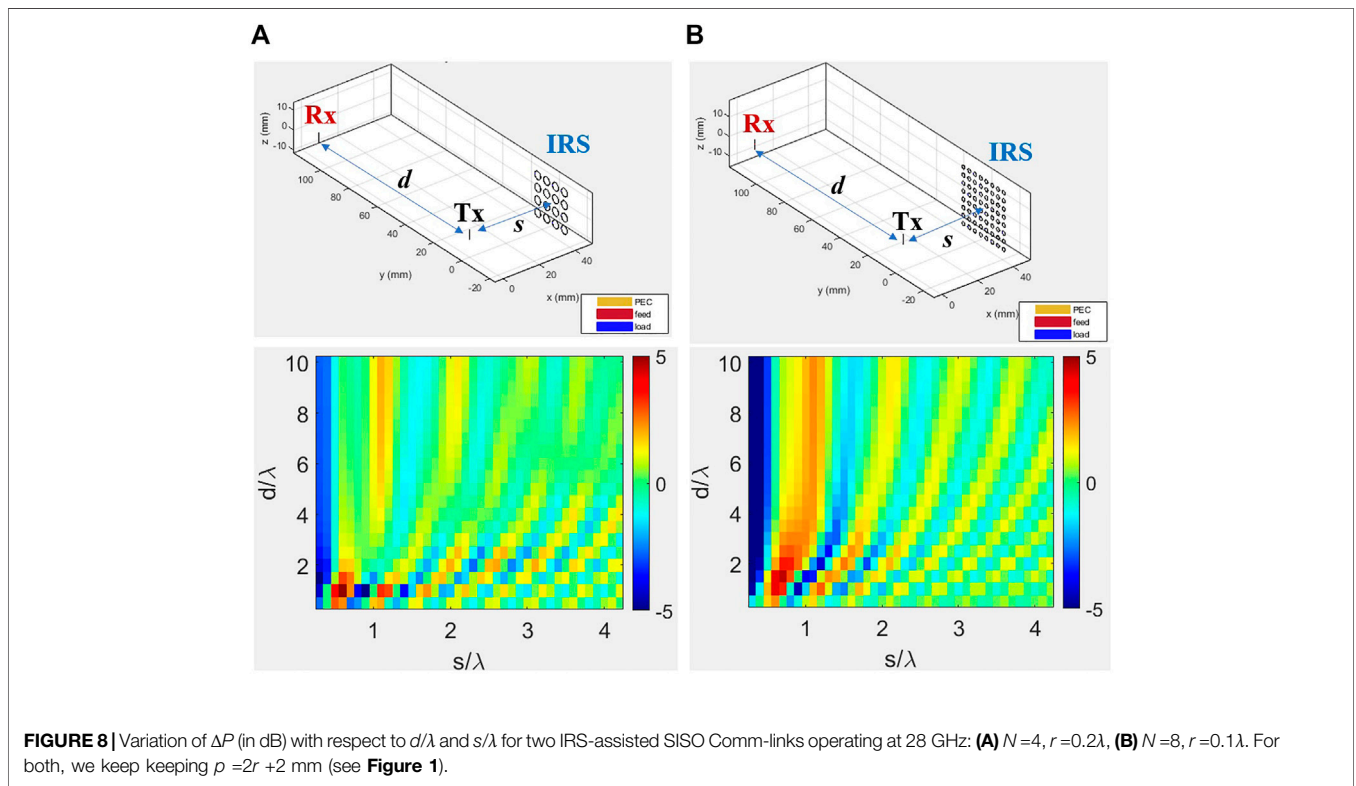 A
B
Rx
IRS
d
Tx
s
z (mm)
10
0
-10
100
80
60
40
20
0
-20
y (mm)
0
20
40
x (mm)
PEC
feed
load
Rx
IRS
d
Tx
s
z (mm)
10
0
-10
100
80
60
40
20
0
-20
y (mm)
0
20
40
x (mm)
PEC
feed
load
10
8
6
4
2
d/λ
1
2
3
4
s/λ
5
0
-5
10
8
6
4
2
d/λ
1
2
3
4
s/λ
5
0
-5
FIGURE 8 | Variation of ΔP (in dB) with respect to d/λ and s/λ for two IRS-assisted SISO Comm-links operating at 28 GHz: (A) N =4, r =0.2λ, (B) N =8, r =0.1λ. For
both, we keep keeping p =2r +2 mm (see Figure 1).